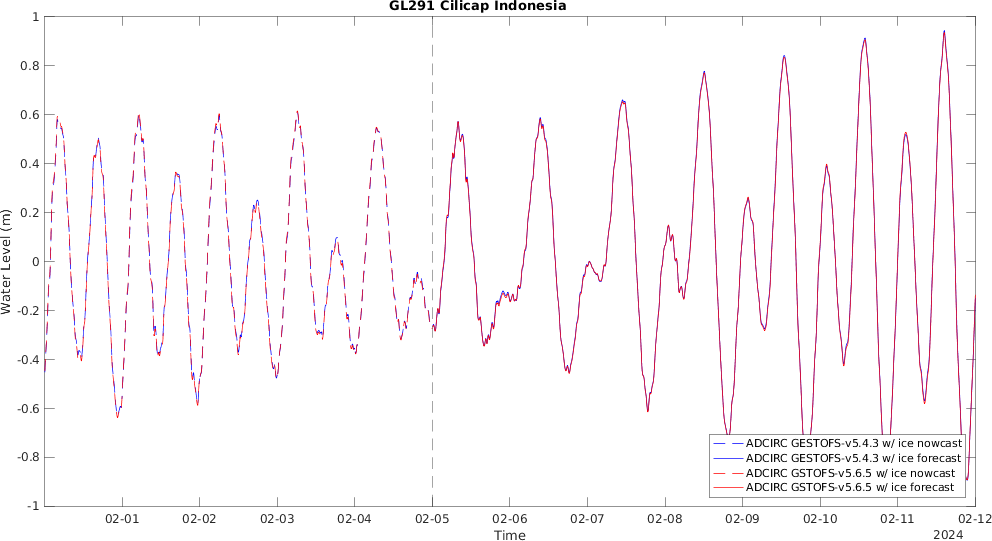 GL291 Cilicap Indonesia
Water Level (m)
1
0.8
0.6
0.4
0.2
0
-0.2
-0.4
-0.6
-0.8
-1
ADCIRC GESTOFS-v5.4.3 w/ ice nowcast
ADCIRC GESTOFS-v5.4.3 w/ ice forecast
ADCIRC GSTOFS-v5.6.5 w/ ice nowcast
ADCIRC GSTOFS-v5.6.5 w/ ice forecast
02-01 02-02 02-03 02-04 02-05 02-06 02-07 02-08 02-09 02-10 02-11 02-12
Time
2024